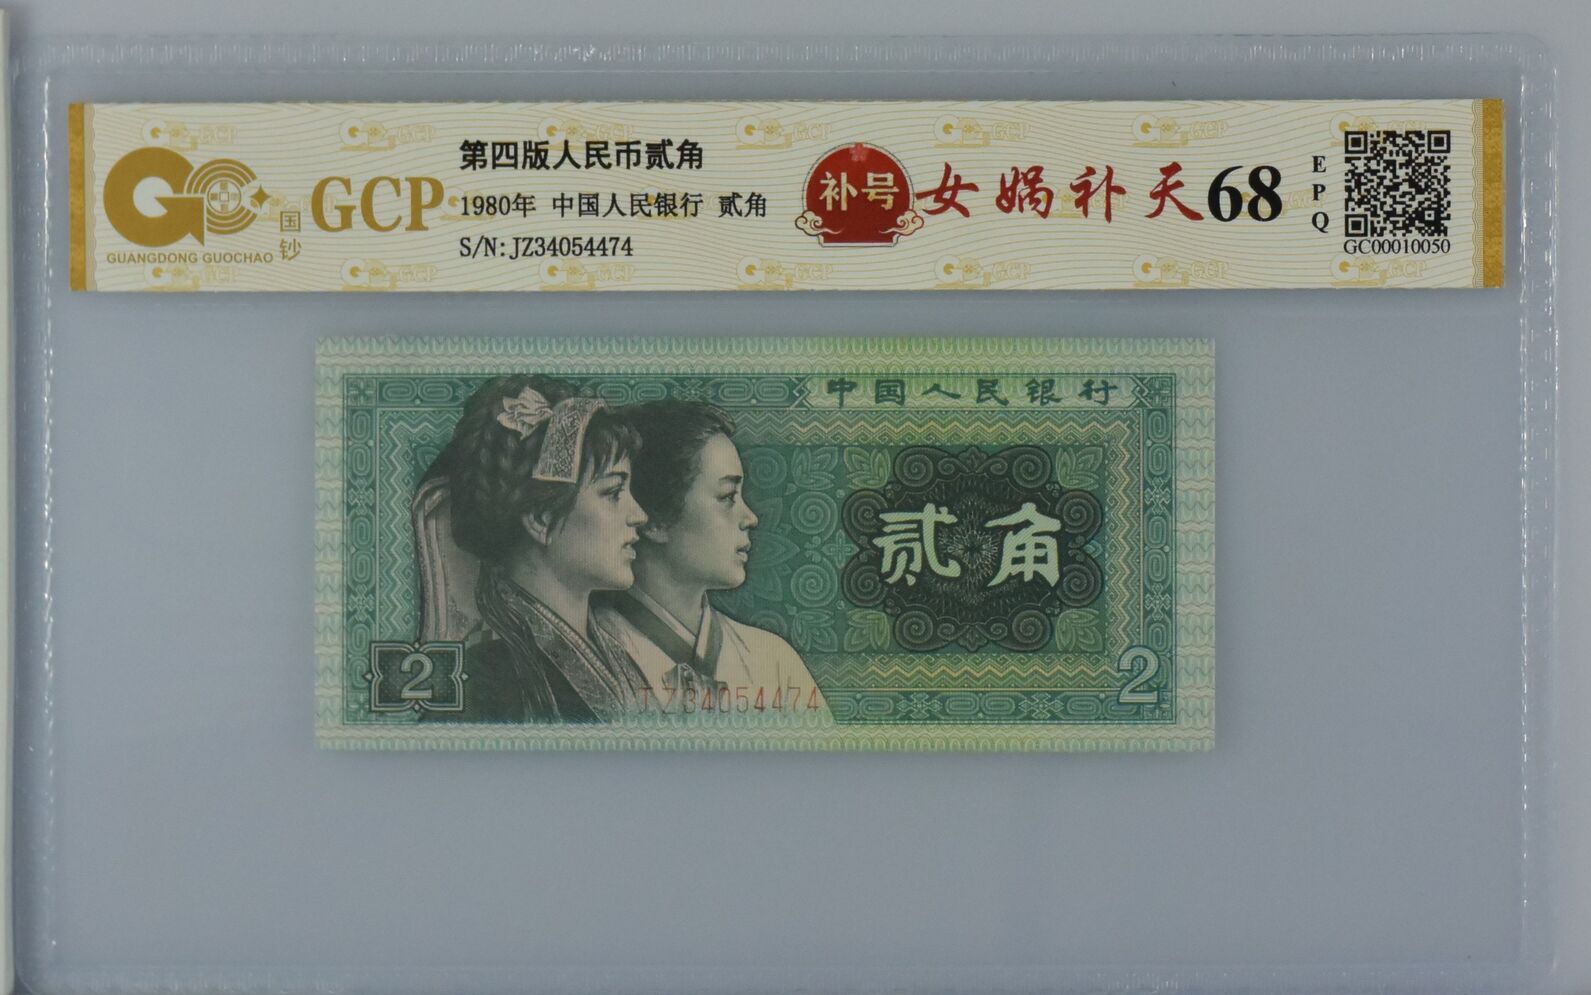 GUANGDONG GUOCHAO
国钞
GCP
第四版人民币贰角
1980年 中国人民银行 贰角
S/N:JZ34054474
补号
女娲补天
68
EPQ
GC00010050
中国人民银行
贰角
2
2
JZ34054474